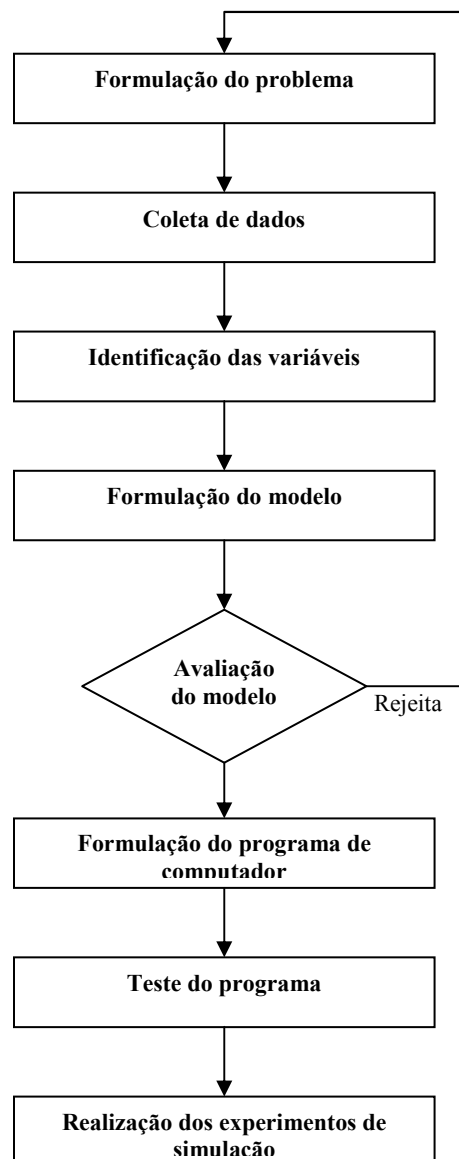 Formulação do problema
Coleta de dados
Identificação das variáveis
Formulação do modelo
Avaliação
do modelo
Rejeita
Formulação do programa de
computador
Teste do programa
Realização dos experimentos de
simulação